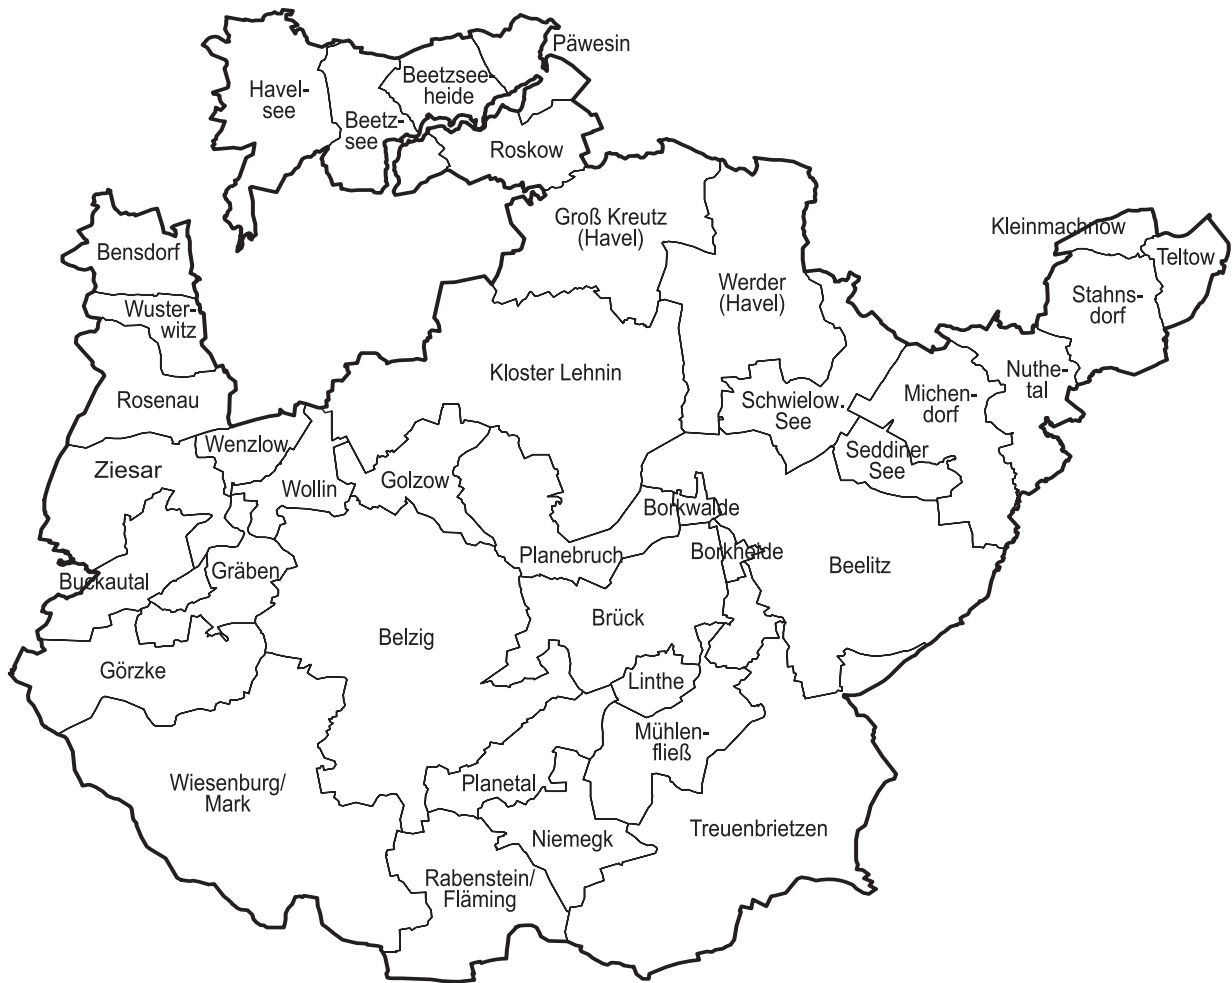 Päwesin
Beetzsee-
heide
Havel-
see
Beetz-
see
Roskow
Groß Kreutz
(Havel)
Kleinmachnow
Teltow
Bensdorf
Stahns-
dorf
Werder
(Havel)
Wuster-
witz
Nuthe-
tal
Kloster Lehnin
Michen-
dorf
Rosenau
Schwielow.
See
Seddiner
See
Wenzlow
Ziesar
Golzow
Wollin
Borkwalde
Borkheide
Planebruch
Beelitz
Gräben
Buckautal
Brück
Belzig
Görzke
Linthe
Mühlen-
fließ
Wiesenburg/
Mark
Planetal
Treuenbrietzen
Niemegk
Rabenstein/
Fläming